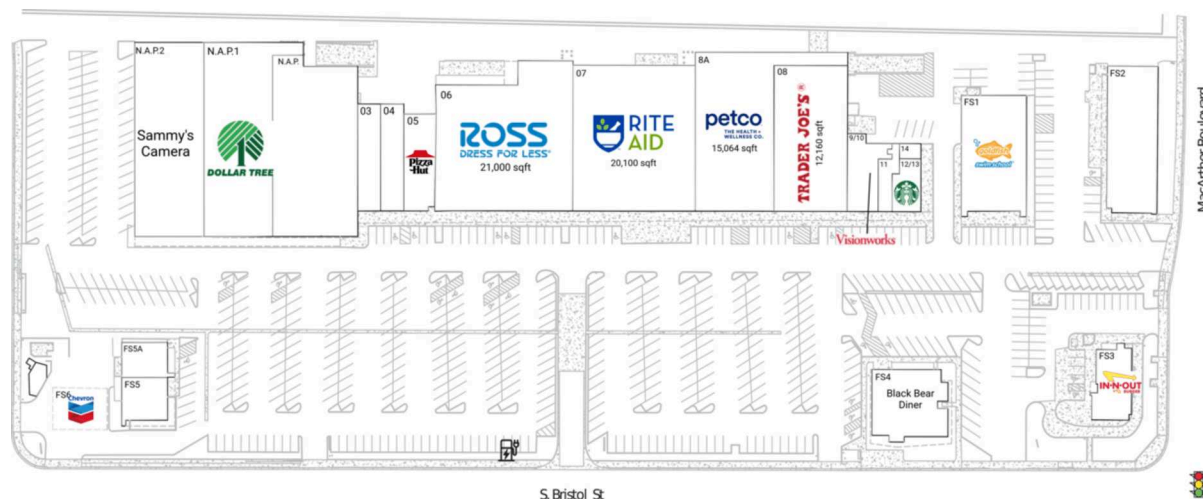 N.A.P.2
N.A.P.1
N.A.P.
Sammy's
Camera
DOLLAR TREE
03
04
05
Pizza
Hut
06
ROSS
DRESS FOR LESS®
21,000 sqft
07
RITE
AID
20,100 sqft
8A
petco
THE HEALTH +
WELLNESS CO.
15,064 sqft
08
TRADER JOE'S®
12,160 sqft
9/10
11
14
12/13
Visionworks
FS1
swim school
FS2
MacArthur Boulevard
FS5A
FS5
FS6
Chevron
FS4
Black Bear
Diner
FS3
IN-N-OUT
BURGER
S. Bristol St